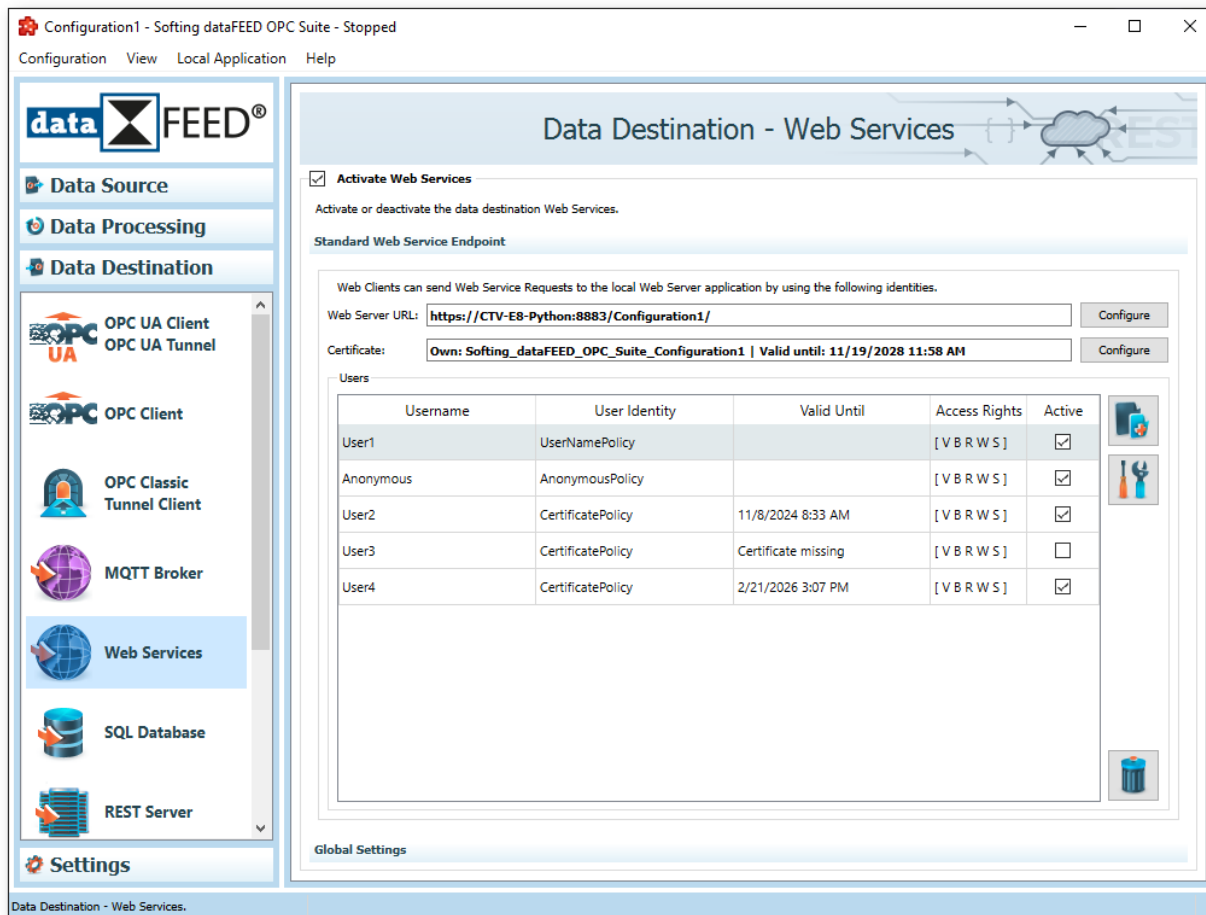 Configuration1 - Softing dataFEED OPC Suite - Stopped
Configuration View Local Application Help
data FEED®
Data Source
Data Processing
Data Destination
OPC UA
OPC UA Client
OPC UA Tunnel
OPC
OPC Client
OPC Classic
Tunnel Client
MQTT Broker
Web Services
SQL Database
REST Server
Settings
Data Destination - Web Services
{ } REST
Activate Web Services
Activate or deactivate the data destination Web Services.
Standard Web Service Endpoint
Web Clients can send Web Service Requests to the local Web Server application by using the following identities.
Web Server URL: https://CTV-E8-Python:8883/Configuration1/ Configure
Certificate: Own: Softing_dataFEED_OPC_Suite_Configuration1 | Valid until: 11/19/2028 11:58 AM Configure
Users
Username User Identity Valid Until Access Rights Active
User1 UserNamePolicy [ V B R W S ]
Anonymous AnonymousPolicy [ V B R W S ]
User2 CertificatePolicy 11/8/2024 8:33 AM [ V B R W S ]
User3 CertificatePolicy Certificate missing [ V B R W S ]
User4 CertificatePolicy 2/21/2026 3:07 PM [ V B R W S ]
Global Settings
Data Destination - Web Services.